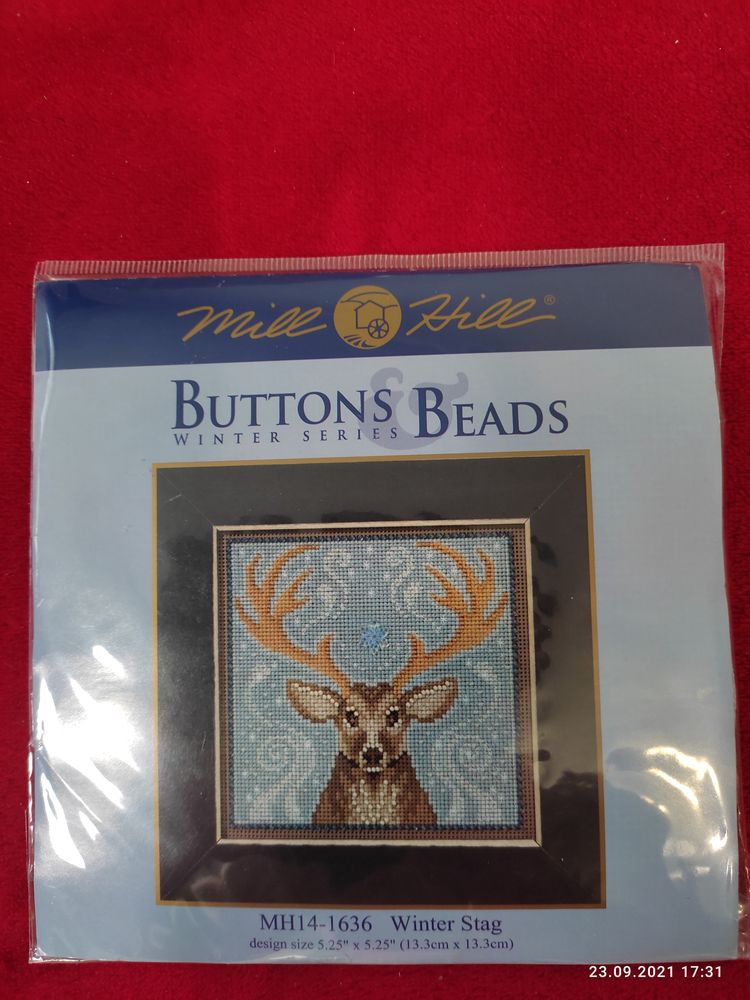 Mill Hill®
BUTTONS & BEADS
WINTER SERIES
MH14-1636 Winter Stag
design size 5.25" x 5.25" (13.3cm x 13.3cm)
23.09.2021 17:31